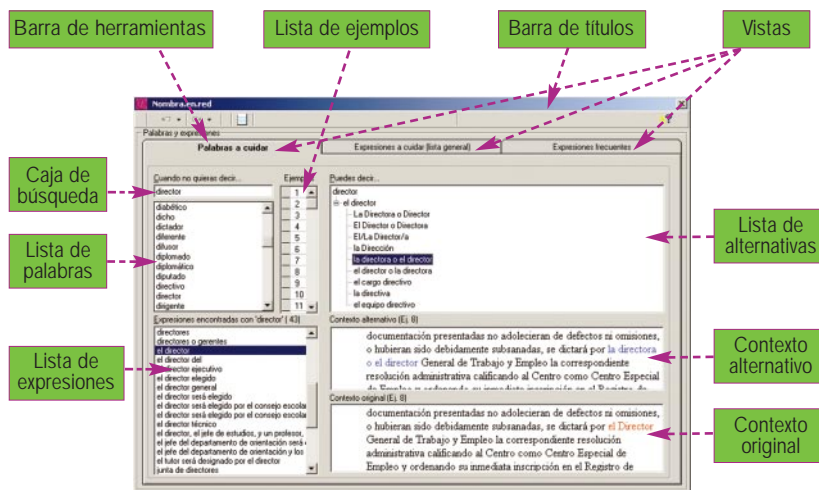 Barra de herramientas
Lista de ejemplos
Barra de títulos
Vistas
Nombra.en.red
Palabras y expresiones
Palabras a cuidar
Expresiones a cuidar (lista general)
Expresiones frecuentes
Caja de
búsqueda
Lista de
palabras
Lista de
expresiones
Cuando no quieras decir...
director
diabético
dicho
dictador
diferente
difusor
diplomado
diplomático
diputado
directivo
director
dirigente
1
2
3
4
5
6
7
8
9
10
11
Puedes decir...
director
el director
La Directora o Director
El Director o Directora
El/La Director/a
la Dirección
la directora o el director
el director o la directora
el cargo directivo
la directiva
el equipo directivo
Expresiones encontradas con 'director' ( 43)
directores
directores o gerentes
el director
el director del
el director ejecutivo
el director elegido
el director general
el director será elegido
el director será elegido por el consejo escolar
el director será elegido por el consejo escola
el director técnico
el director, el jefe de estudios, y un profesor,
el jefe del departamento de orientación será
el jefe del departamento de orientación y los
el tutor será designado por el director
junta de directores
Contexto alternativo (Ej. 8)
documentación presentadas no adolecieran de defectos ni omisiones,
o hubieran sido debidamente subsanadas, se dictará por la directora
o el director General de Trabajo y Empleo la correspondiente
resolución administrativa calificando al Centro como Centro Especial
de Empleo y ordenando su inmediata inscripción en el Registro de
Contexto original (Ej. 8)
documentación presentadas no adolecieran de defectos ni omisiones,
o hubieran sido debidamente subsanadas, se dictará por el Director
General de Trabajo y Empleo la correspondiente resolución
administrativa calificando al Centro como Centro Especial de
Empleo y ordenando su inmediata inscripción en el Registro de
Lista de
alternativas
Contexto
alternativo
Contexto
original